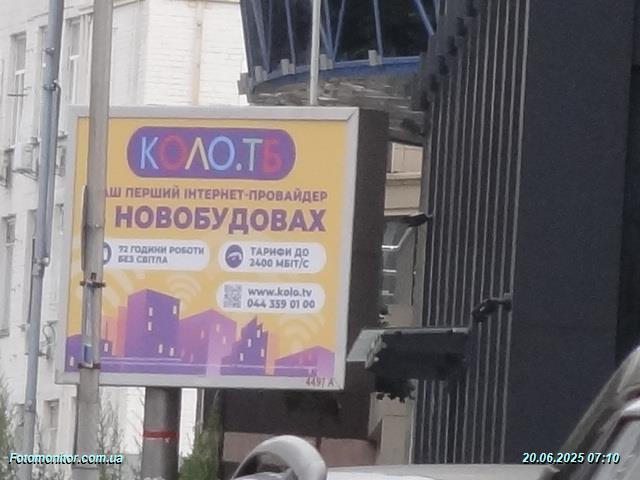 КОЛО.ТБ
АШ ПЕРШИЙ ІНТЕРНЕТ-ПРОВАЙДЕР
НОВОБУДОВАХ
72 ГОДИНИ РОБОТИ
БЕЗ СВІТЛА
ТАРИФИ ДО
2400 МБІТ/С
www.kolo.tv
044 359 01 00
4491 A
Fotomonitor.com.ua
20.06.2025 07:10